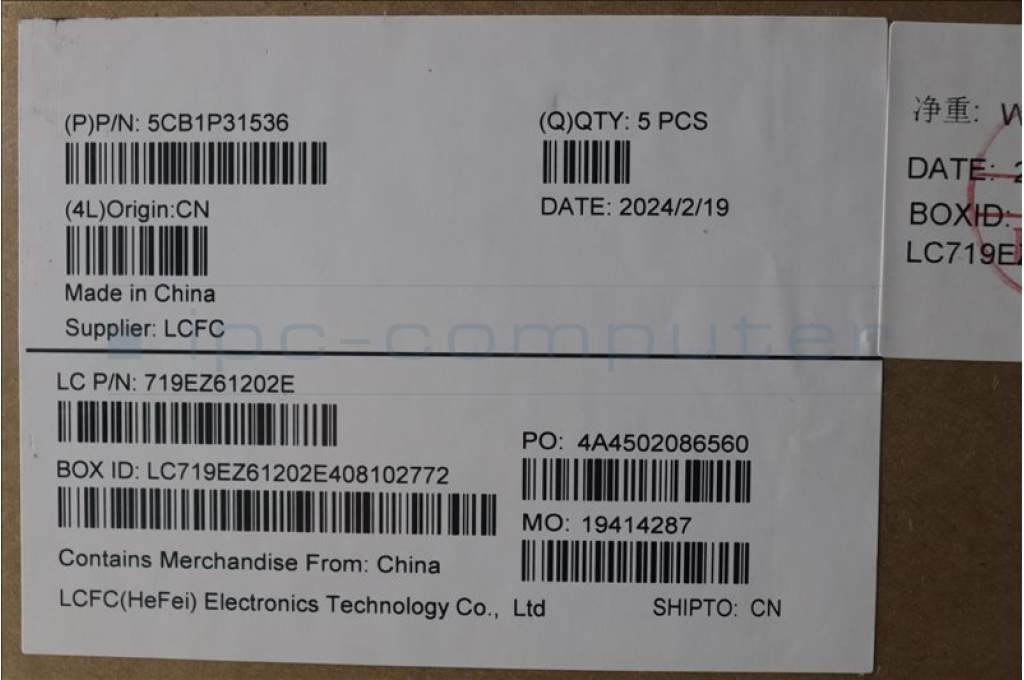 (P)P/N: 5CB1P31536
(Q)QTY: 5 PCS
(4L)Origin:CN
DATE: 2024/2/19
Made in China
Supplier: LCFC
ipc-computer
LC P/N: 719EZ61202E
PO: 4A4502086560
BOX ID: LC719EZ61202E408102772
MO: 19414287
Contains Merchandise From: China
LCFC(HeFei) Electronics Technology Co., Ltd
SHIPTO: CN
净重:
DATE:
BOXID: